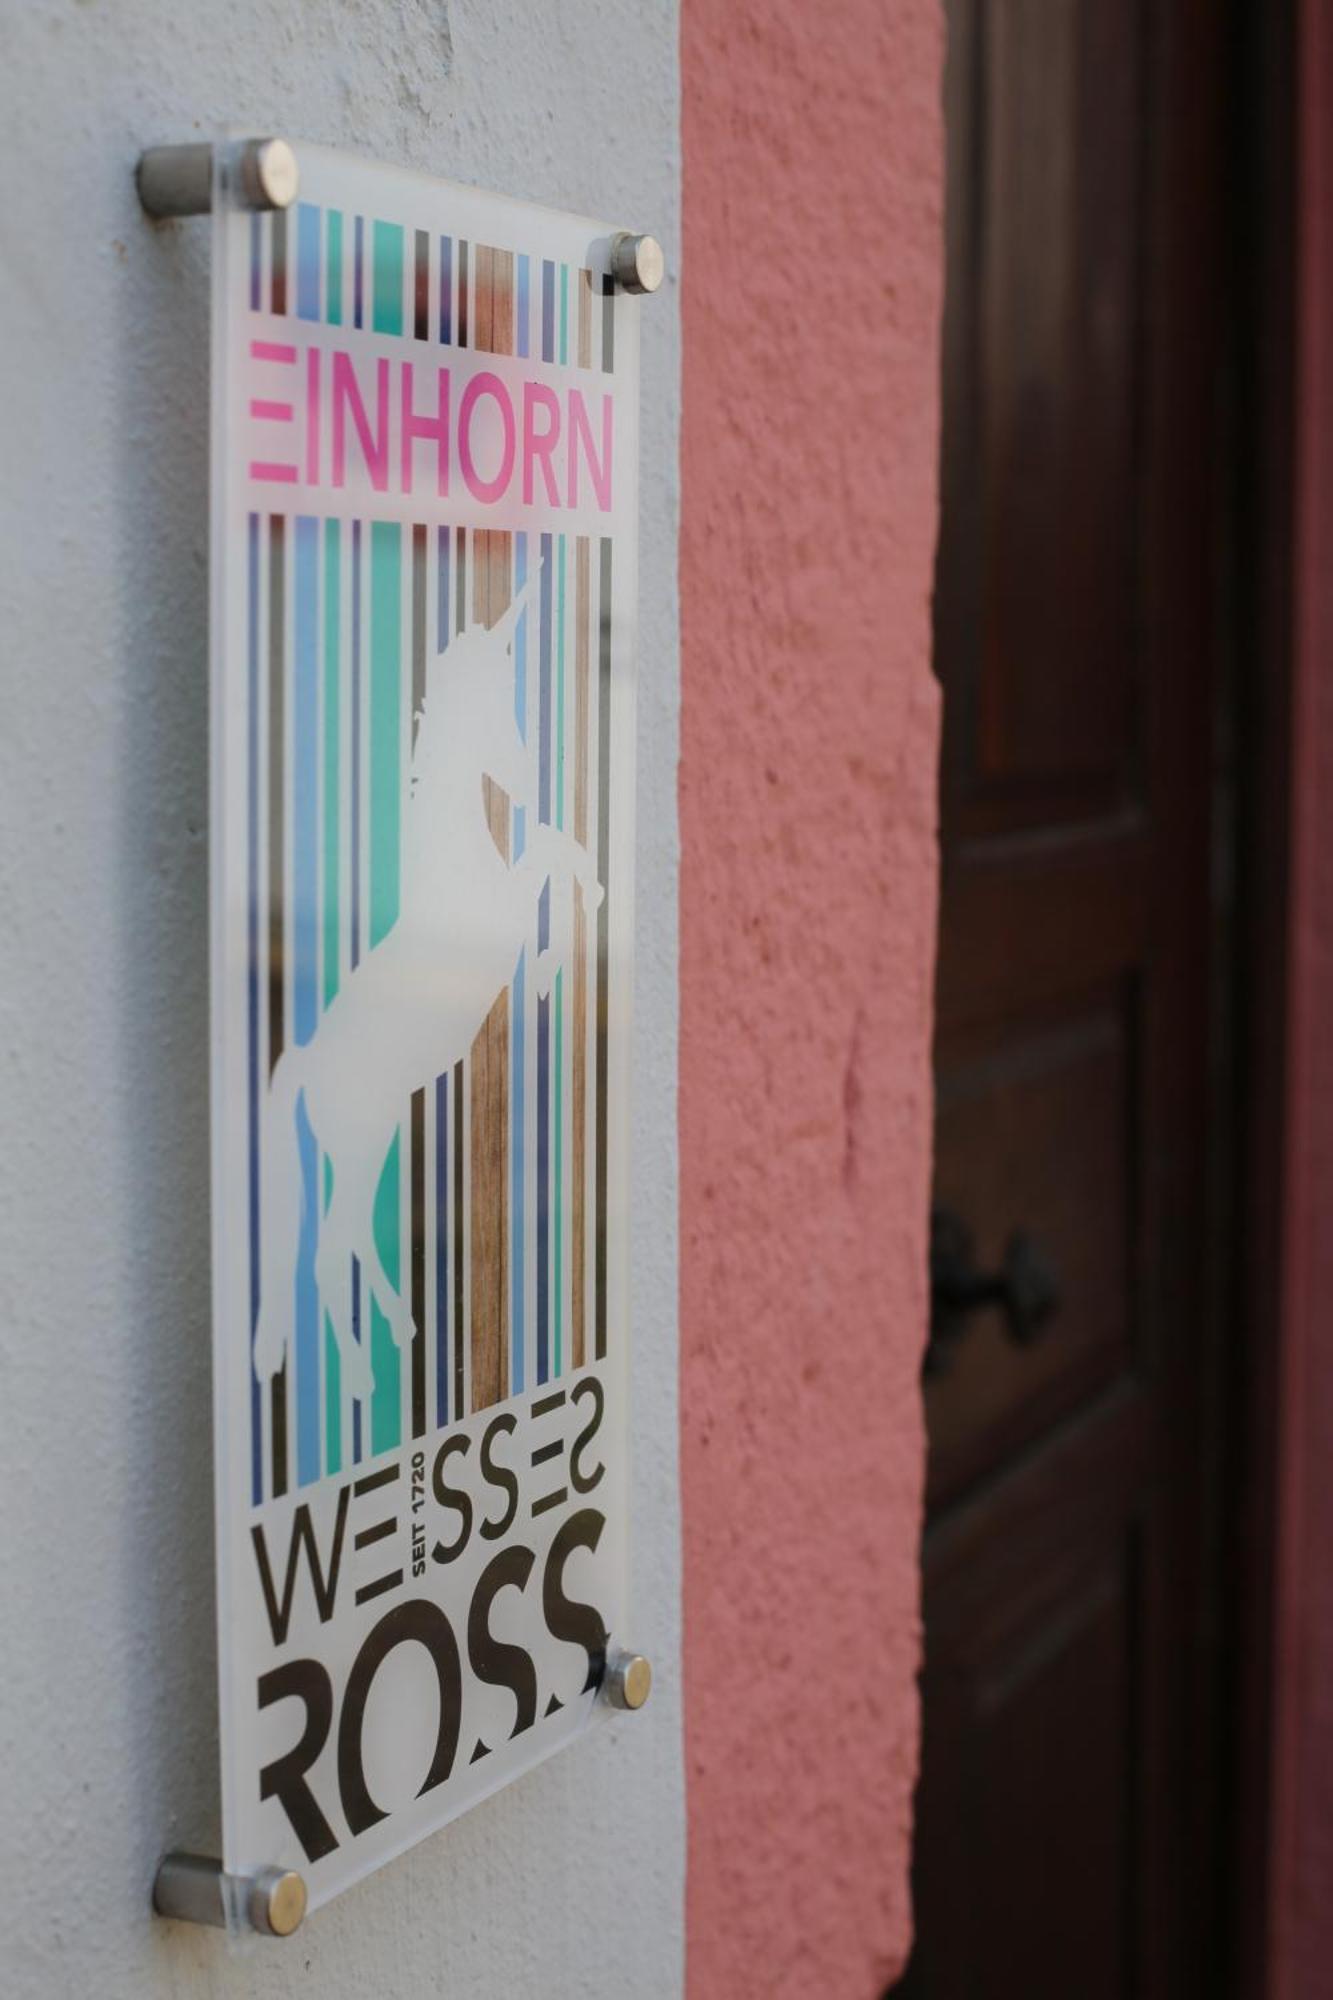 EINHORN
WEISSES
SEIT 1720
ROSS